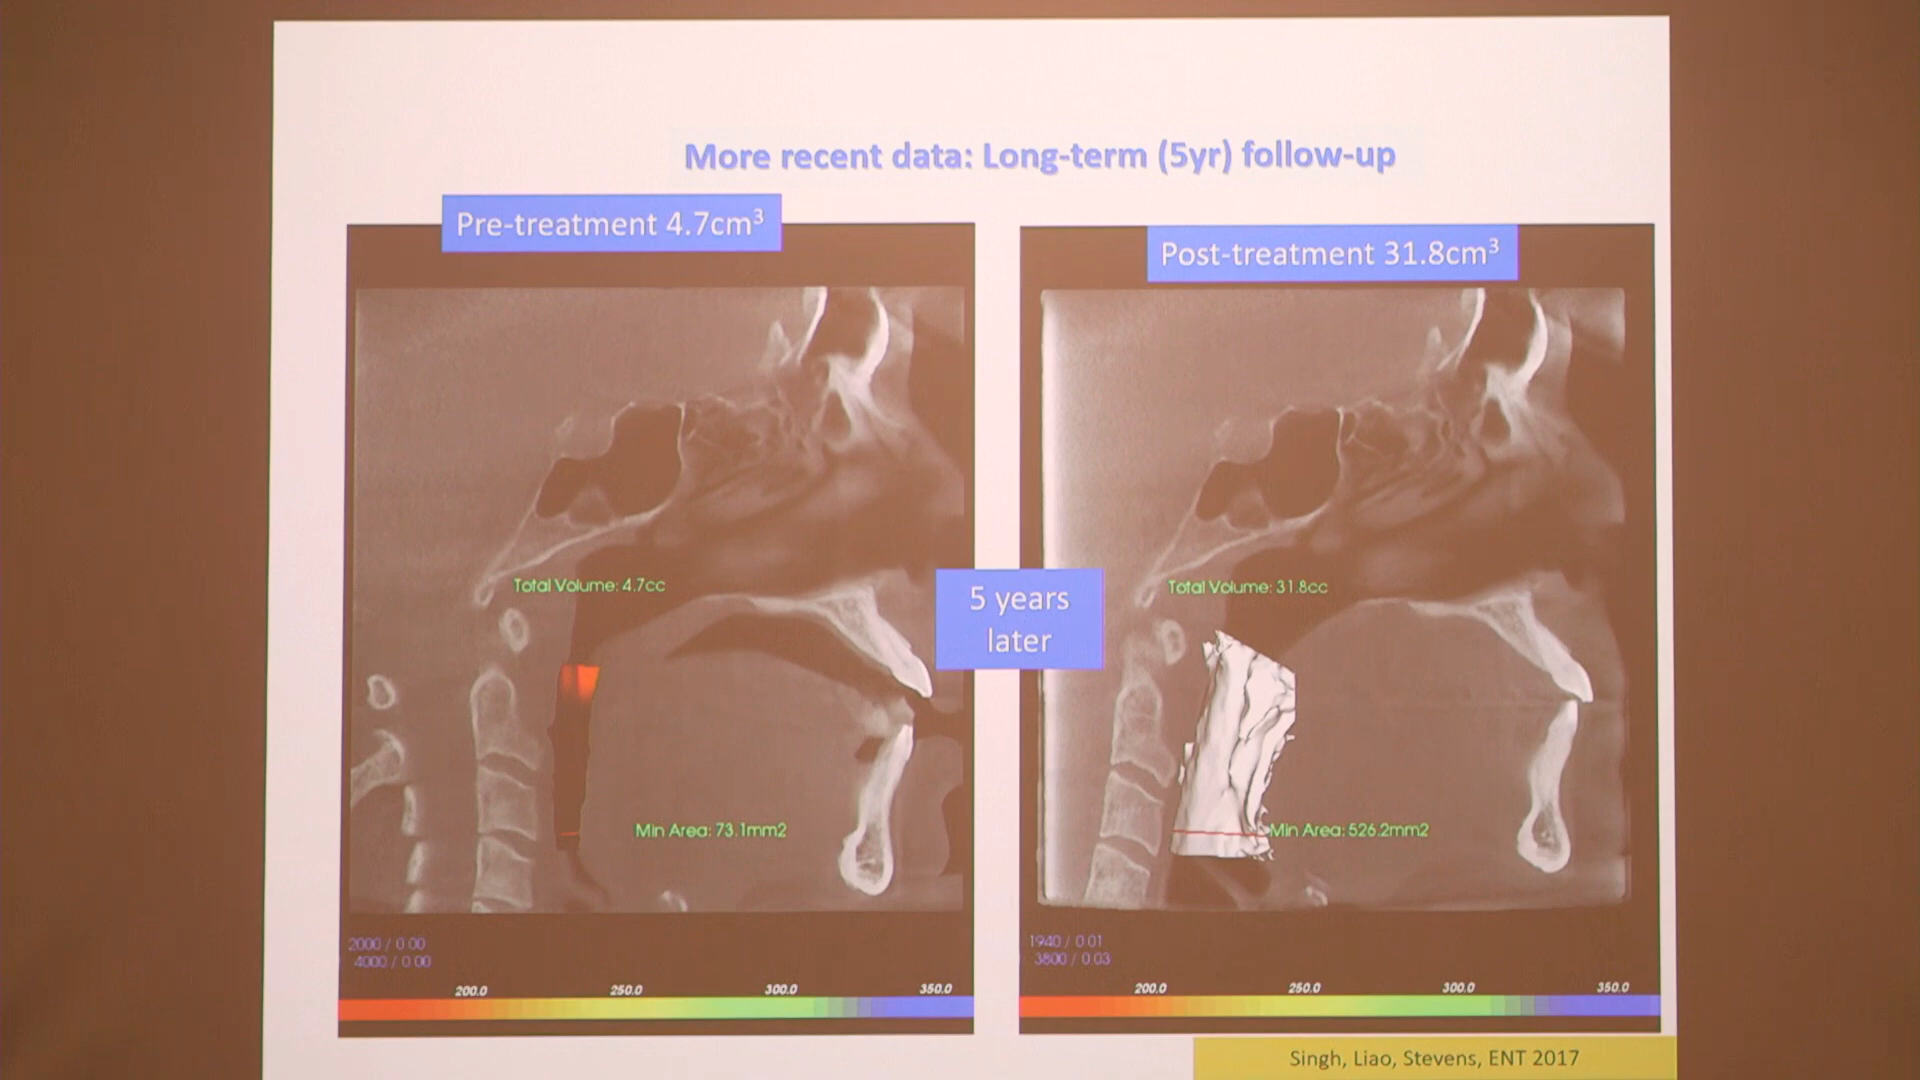 More recent data: Long-term (5yr) follow-up
Pre-treatment 4.7cm³
Post-treatment 31.8cm³
Total Volume: 4.7cc
Min Area: 73.1mm2
2000 / 0.00
4000 / 0.00
200.0 250.0 300.0 350.0
5 years
later
Total Volume: 31.8cc
Min Area: 526.2mm2
1940 / 0.01
3800 / 0.03
200.0 250.0 300.0 350.0
Singh, Liao, Stevens, ENT 2017